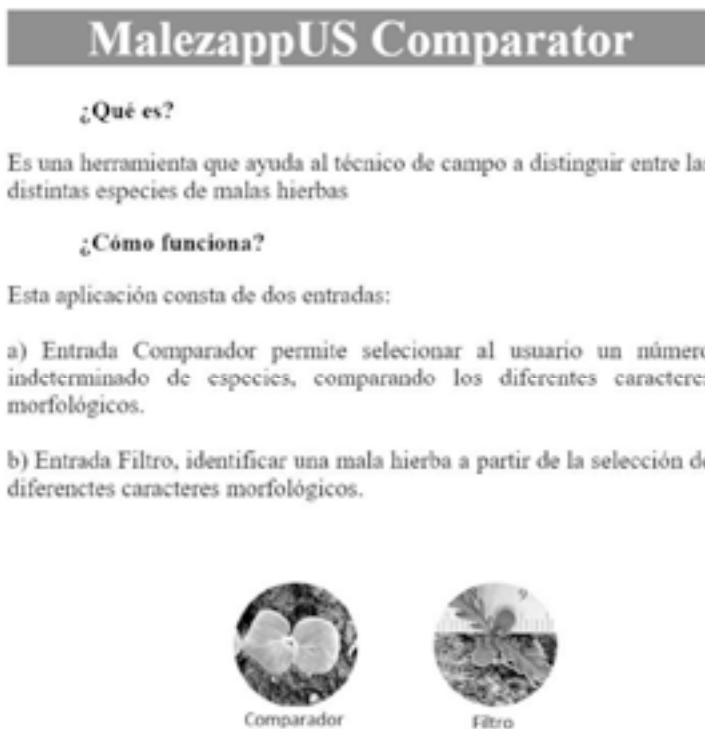 MalezappUS Comparator
¿Qué es?
Es una herramienta que ayuda al técnico de campo a distinguir entre las
distintas especies de malas hierbas
¿Cómo funciona?
Esta aplicación consta de dos entradas:
a) Entrada Comparador permite selecionar al usuario un número
indeterminado de especies, comparando los diferentes caracteres
morfológicos.
b) Entrada Filtro, identificar una mala hierba a partir de la selección de
diferenctes caracteres morfológicos.
9
Comparador
Filtro